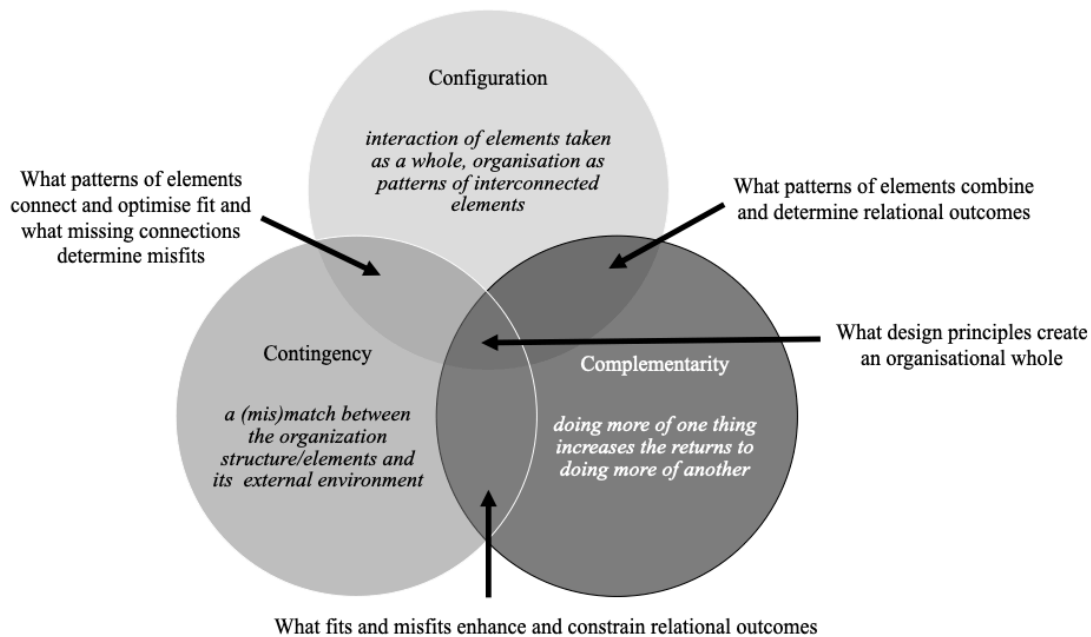 Configuration
interaction of elements taken
as a whole, organisation as
patterns of interconnected
elements
What patterns of elements
connect and optimise fit and
what missing connections
determine misfits
What patterns of elements combine
and determine relational outcomes
What design principles create
an organisational whole
Contingency
a (mis)match between
the organization
structure/elements and
its external environment
Complementarity
doing more of one thing
increases the returns to
doing more of another
What fits and misfits enhance and constrain relational outcomes